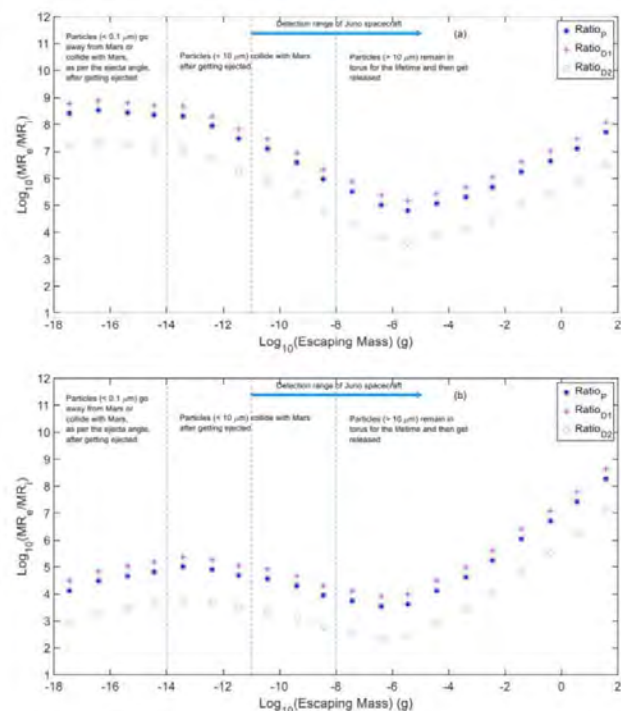 12
11
10
9
8
7
6
5
4
3
2
1
Log10(MRe/MRi)
Detection range of Juno spacecraft
(a)
Particles (< 0.1 μm) go
away from Mars or
collide with Mars,
as per the ejecta angle,
after getting ejected
Particles (< 10 μm) collide with Mars
after getting ejected.
Particles (> 10 μm) remain in
torus for the lifetime and then get
released
RatioP
RatioD1
RatioD2
-18 -16 -14 -12 -10 -8 -6 -4 -2 0 2
Log10(Escaping Mass) (g)
12
11
10
9
8
7
6
5
4
3
2
1
Log10(MRe/MRi)
Detection range of Juno spacecraft
(b)
Particles (< 0.1 μm) go
away from Mars or
collide with Mars,
as per the ejecta angle,
after getting ejected.
Particles (< 10 μm) collide with Mars
after getting ejected.
Particles (> 10 μm) remain in
torus for the lifetime and then get
released
RatioP
RatioD1
RatioD2
-18 -16 -14 -12 -10 -8 -6 -4 -2 0 2
Log10(Escaping Mass) (g)